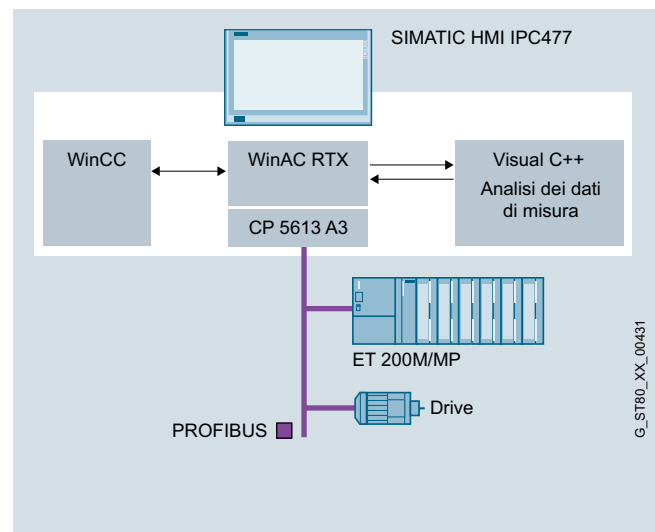 SIMATIC HMI IPC477
WinCC
WinAC RTX
Visual C++
Analisi dei dati
di misura
CP 5613 A3
ET 200M/MP
Drive
PROFIBUS
G_ST80_XX_00431